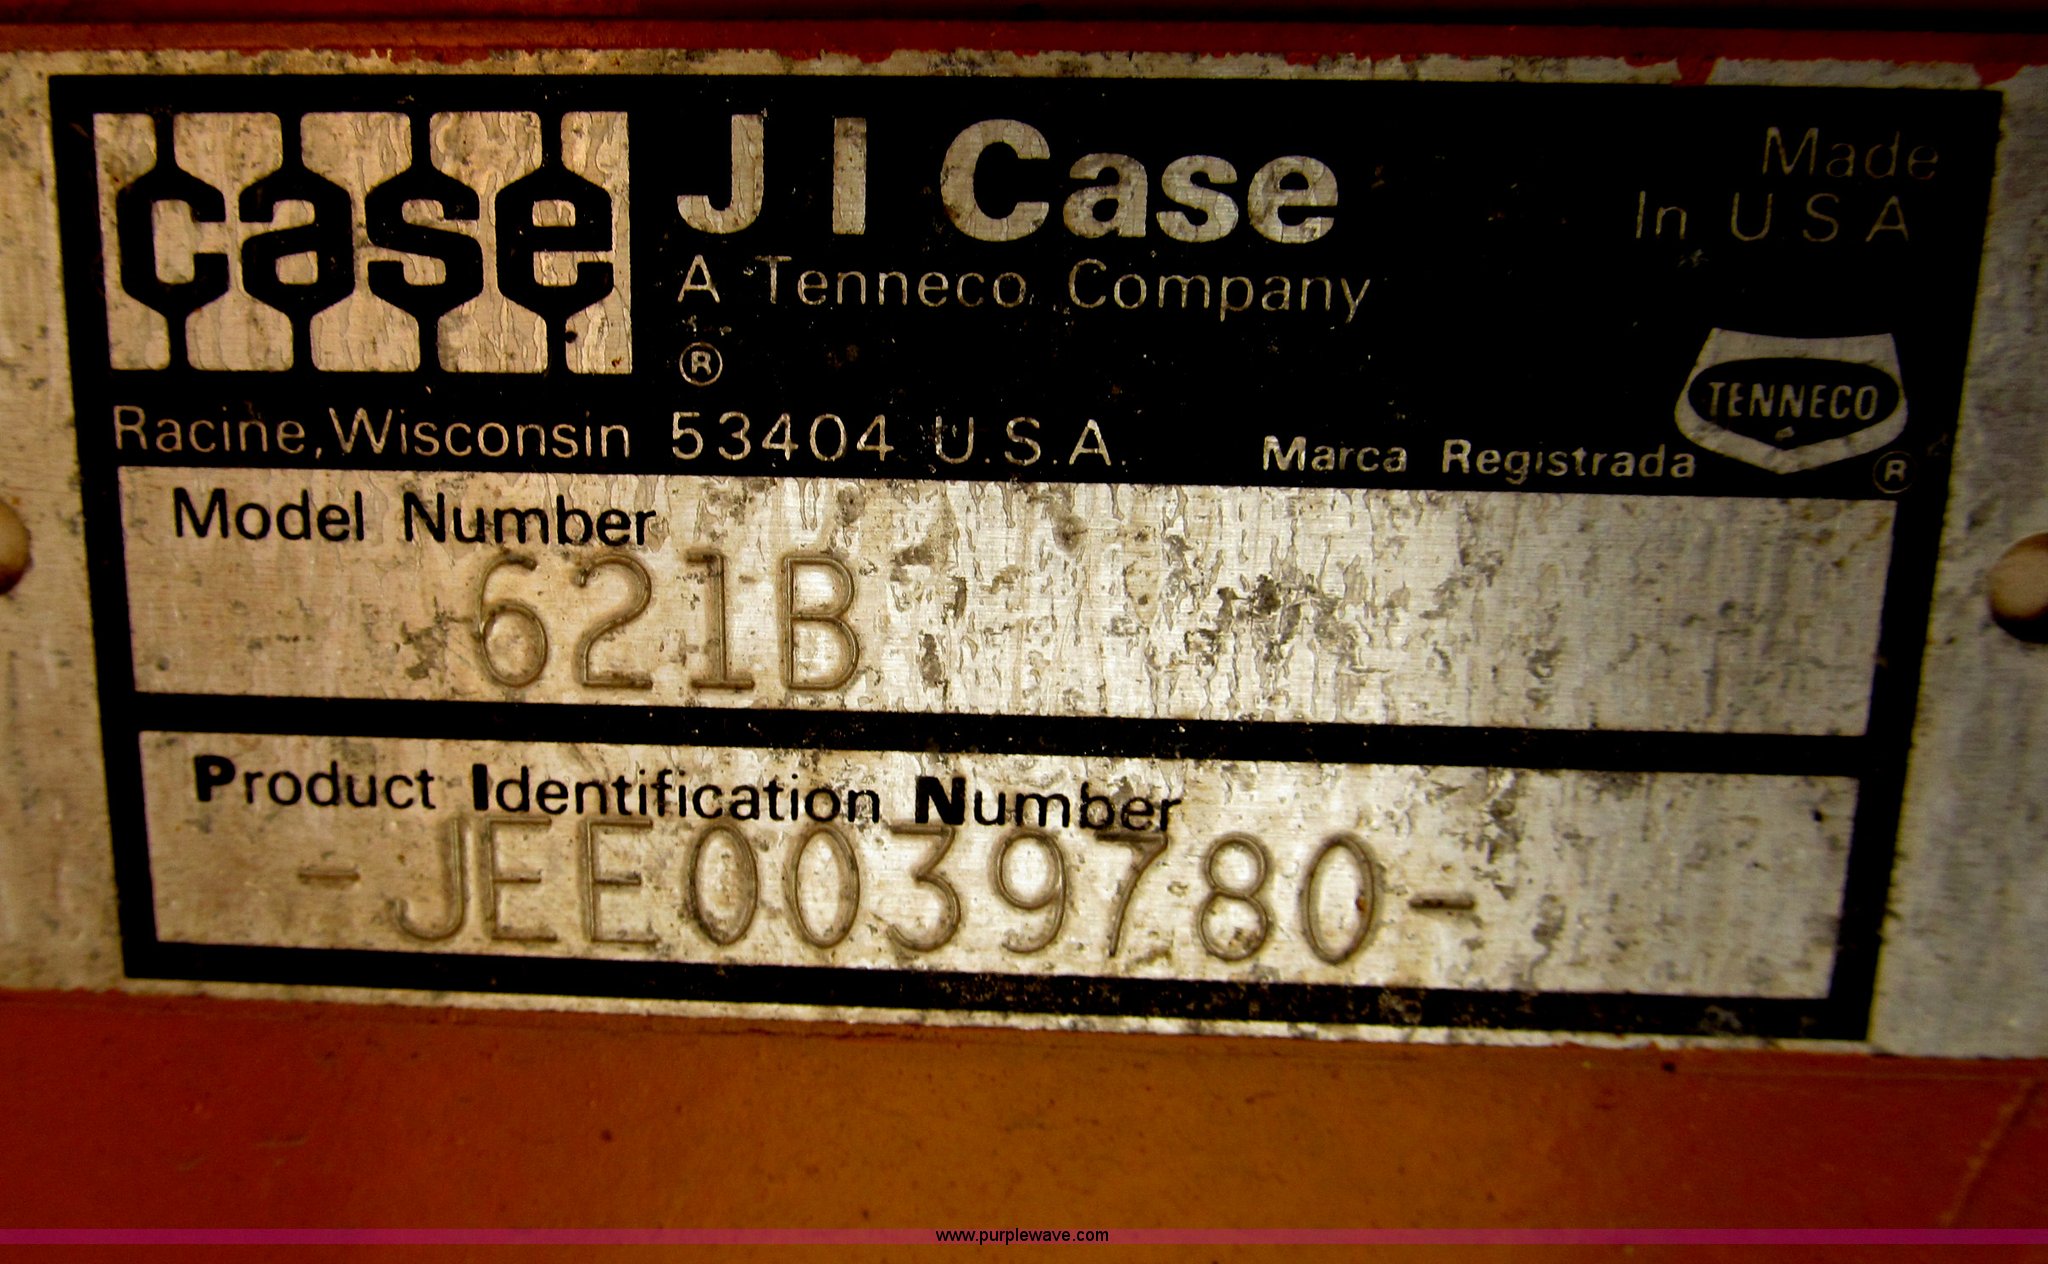 case
J I Case
Made
In U S A
A Tenneco Company
®
TENNECO
Racine, Wisconsin 53404 U.S.A.
Marca Registrada
®
Model Number
621B
Product Identification Number
-JEE0039780-
www.purplewave.com